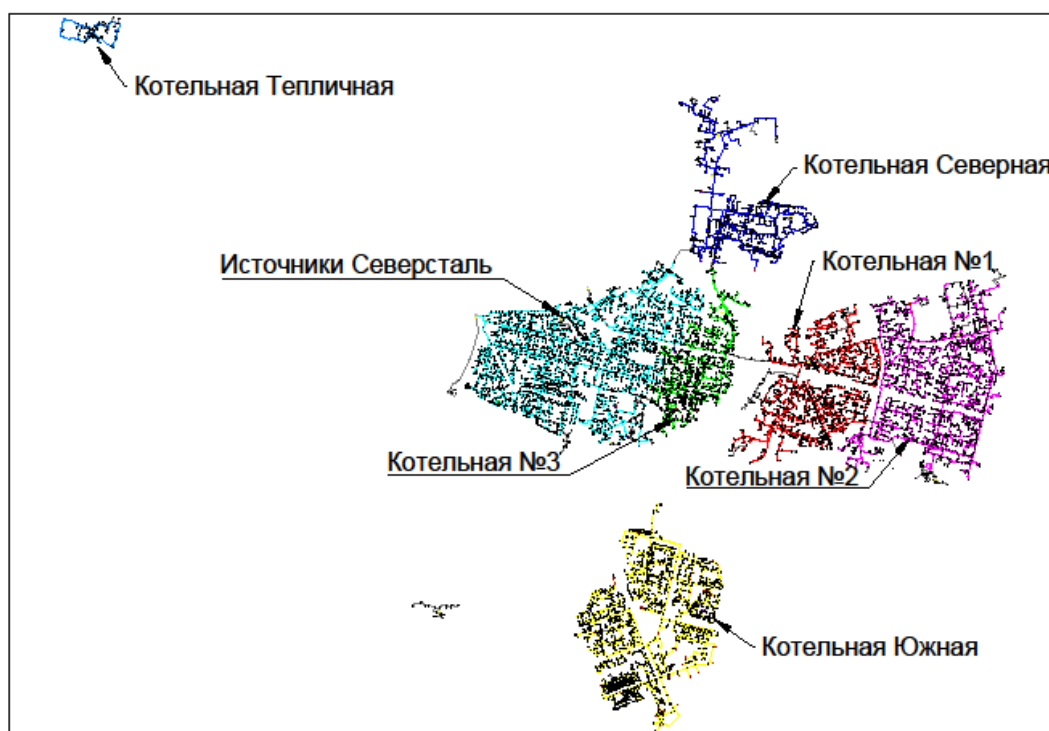 Котельная Тепличная
Котельная Северная
Источники Северсталь
Котельная №1
Котельная №3
Котельная №2
Котельная Южная